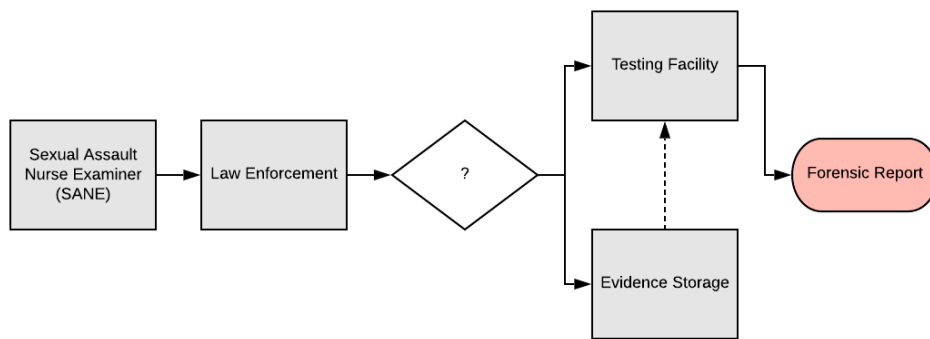 Sexual Assault
Nurse Examiner
(SANE)
Law Enforcement
?
Testing Facility
Evidence Storage
Forensic Report